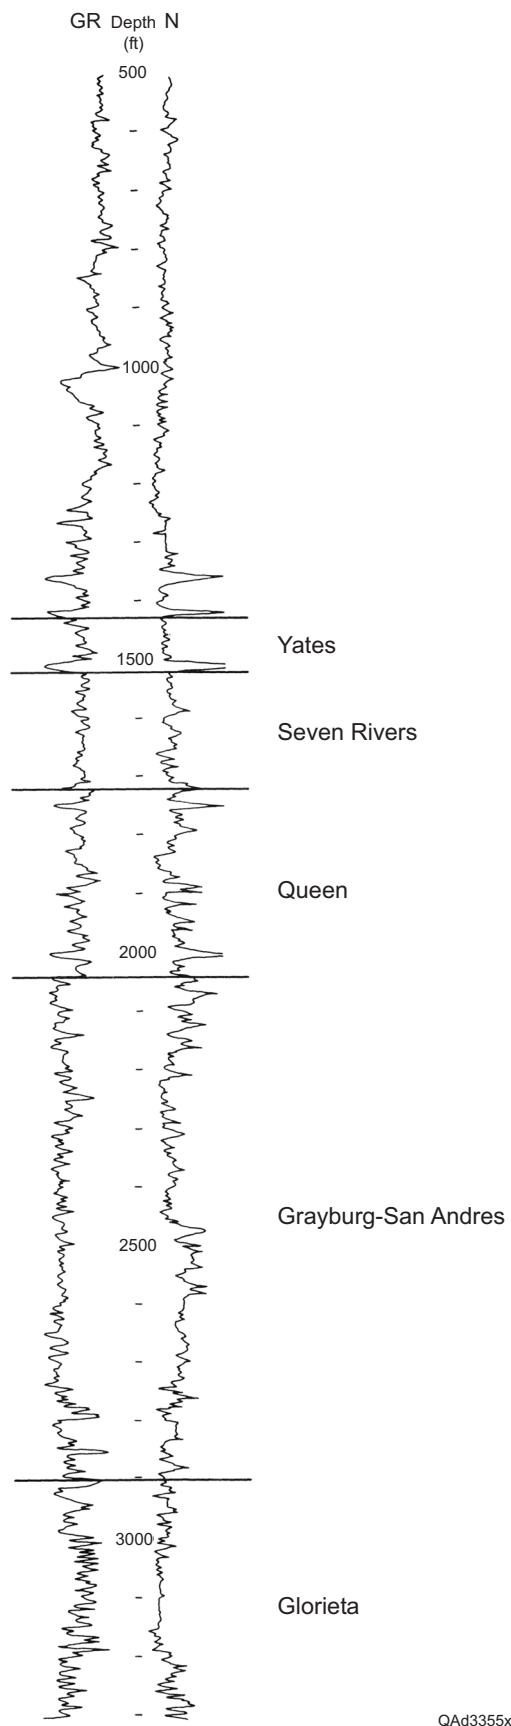 GR Depth N
(ft)
500
1000
Yates
1500
Seven Rivers
Queen
2000
Grayburg-San Andres
2500
3000
Glorieta
QAd3355x